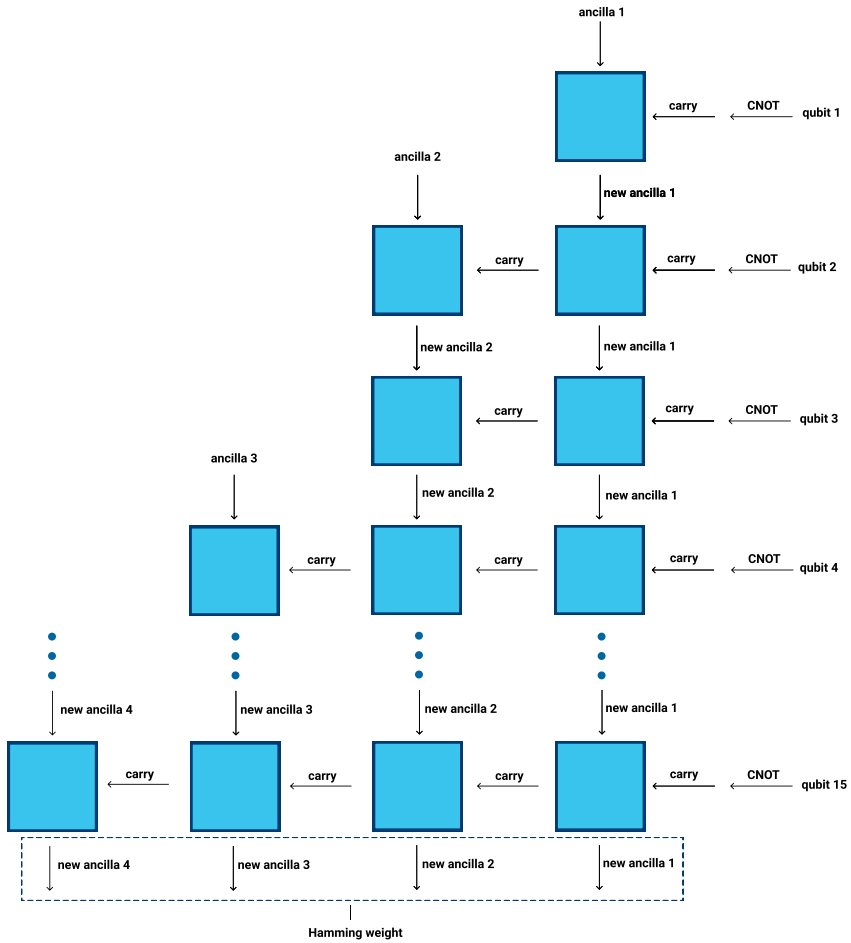 ancilla 1
carry CNOT qubit 1
ancilla 2
new ancilla 1
carry carry CNOT qubit 2
new ancilla 2 new ancilla 1
carry carry CNOT qubit 3
ancilla 3
new ancilla 2 new ancilla 1
carry carry carry CNOT qubit 4
new ancilla 4 new ancilla 3 new ancilla 2 new ancilla 1
carry carry carry carry CNOT qubit 15
new ancilla 4 new ancilla 3 new ancilla 2 new ancilla 1
Hamming weight